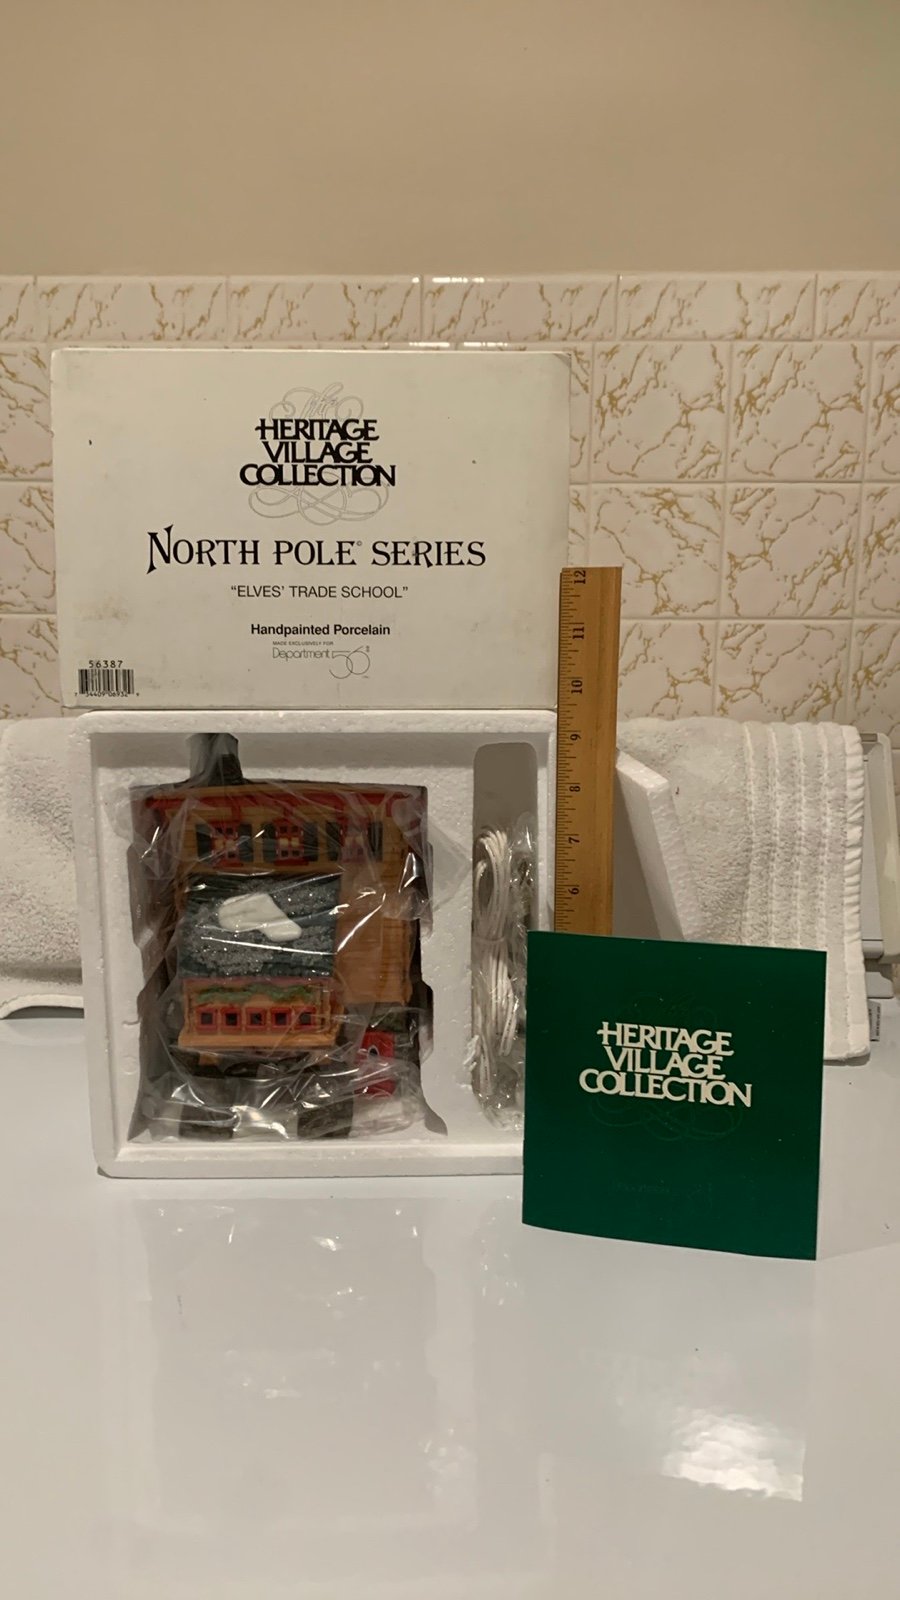 The
HERITAGE
VILLAGE
COLLECTION
NORTH POLE© SERIES
"ELVES' TRADE SCHOOL"
Handpainted Porcelain
MADE EXCLUSIVELY FOR
Department 56
56387
12
11
10
9
8
7
6
HERITAGE
VILLAGE
COLLECTION